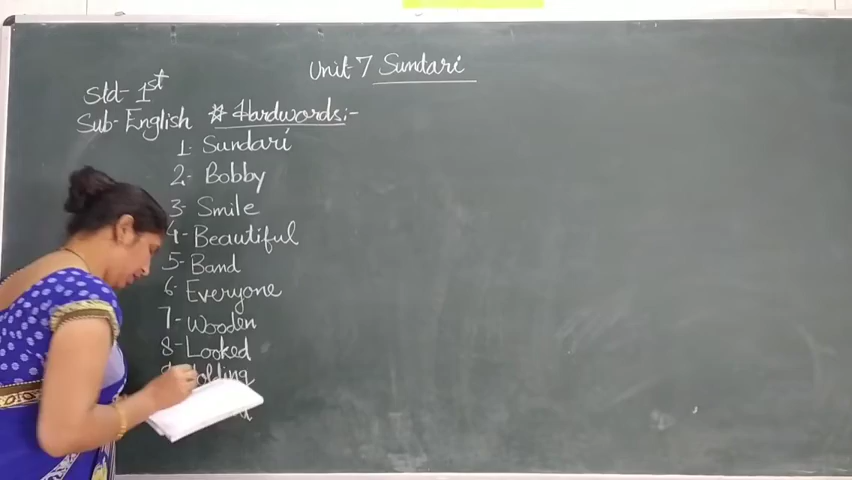 Unit-7 Sundari
Std- 1st
Sub- English
# Hardwords:-
1- Sundari
2- Bobby
3- Smile
4- Beautiful
5- Band
6- Everyone
7- Wooden
8- Looked